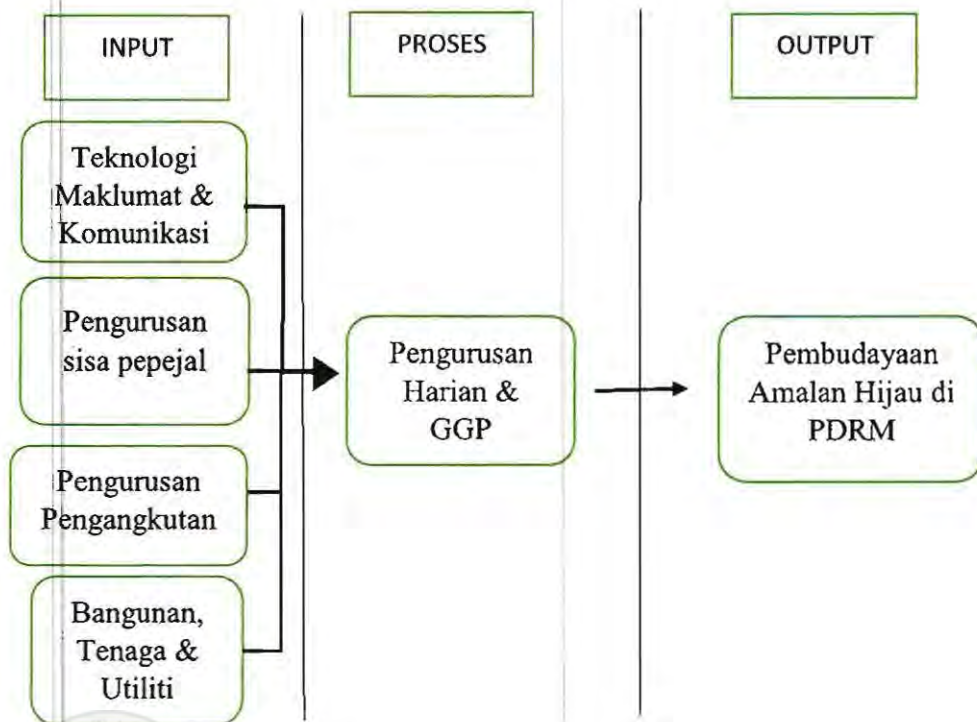 INPUT
PROSES
OUTPUT
Teknologi
Maklumat &
Komunikasi
Pengurusan
sisa pepejal
Pengurusan
Pengangkutan
Bangunan,
Tenaga &
Utiliti
Pengurusan
Harian &
GGP
Pembudayaan
Amalan Hijau di
PDRM